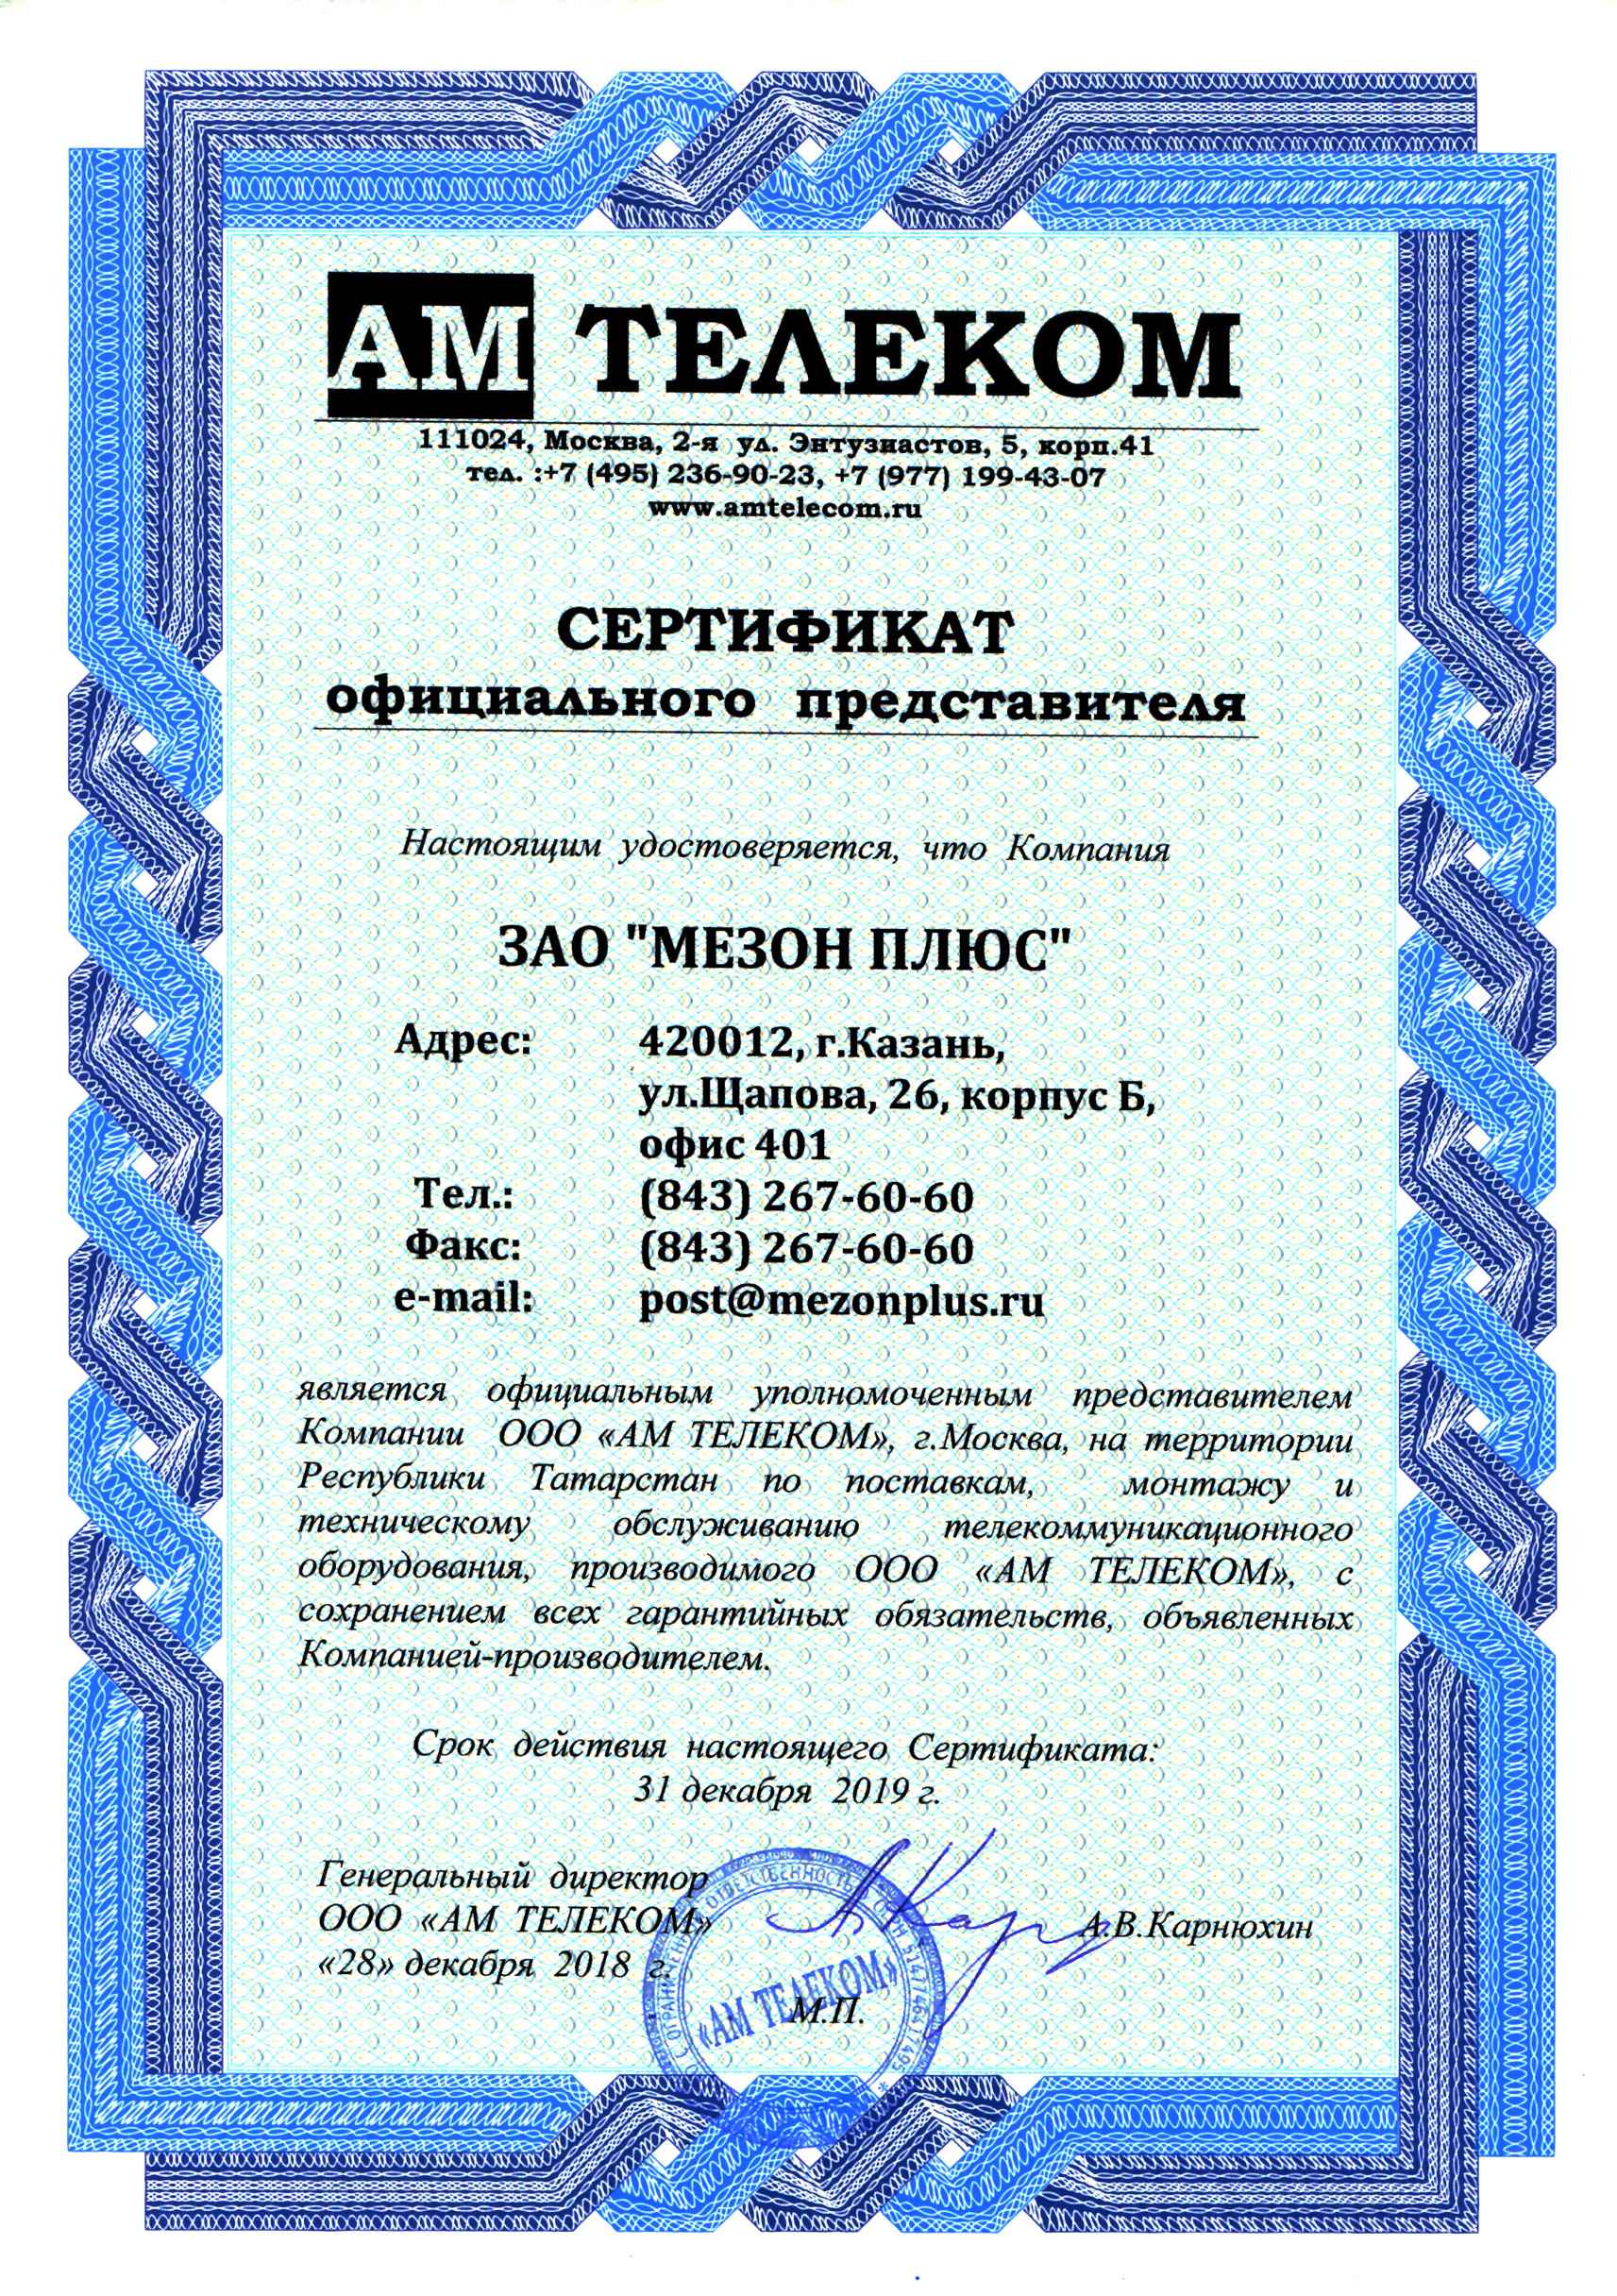 АМ ТЕЛЕКОМ
111024, Москва, 2-я ул. Энтузиастов, 5, корп.41
тел. :+7 (495) 236-90-23, +7 (977) 199-43-07
www.amtelecom.ru
СЕРТИФИКАТ
официального представителя
Настоящим удостоверяется, что Компания
ЗАО "МЕЗОН ПЛЮС"
Адрес: 420012, г.Казань,
ул.Щапова, 26, корпус Б,
офис 401
Тел.: (843) 267-60-60
Факс: (843) 267-60-60
e-mail: post@mezonplus.ru
является официальным уполномоченным представителем
Компании ООО «АМ ТЕЛЕКОМ», г.Москва, на территории
Республики Татарстан по поставкам, монтажу и
техническому обслуживанию телекоммуникационного
оборудования, производимого ООО «АМ ТЕЛЕКОМ», с
сохранением всех гарантийных обязательств, объявленных
Компанией-производителем.
Срок действия настоящего Сертификата:
31 декабря 2019 г.
Генеральный директор
ООО «АМ ТЕЛЕКОМ» А.В.Карнюхин
«28» декабря 2018 г.
М.П.
«АМ ТЕЛЕКОМ»